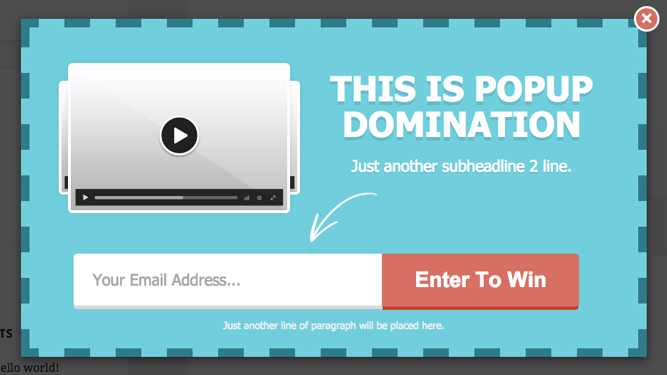 THIS IS POPUP
DOMINATION
Just another subheadline 2 line.
Your Email Address...
Enter To Win
Just another line of paragraph will be placed here.
TS
ello world!